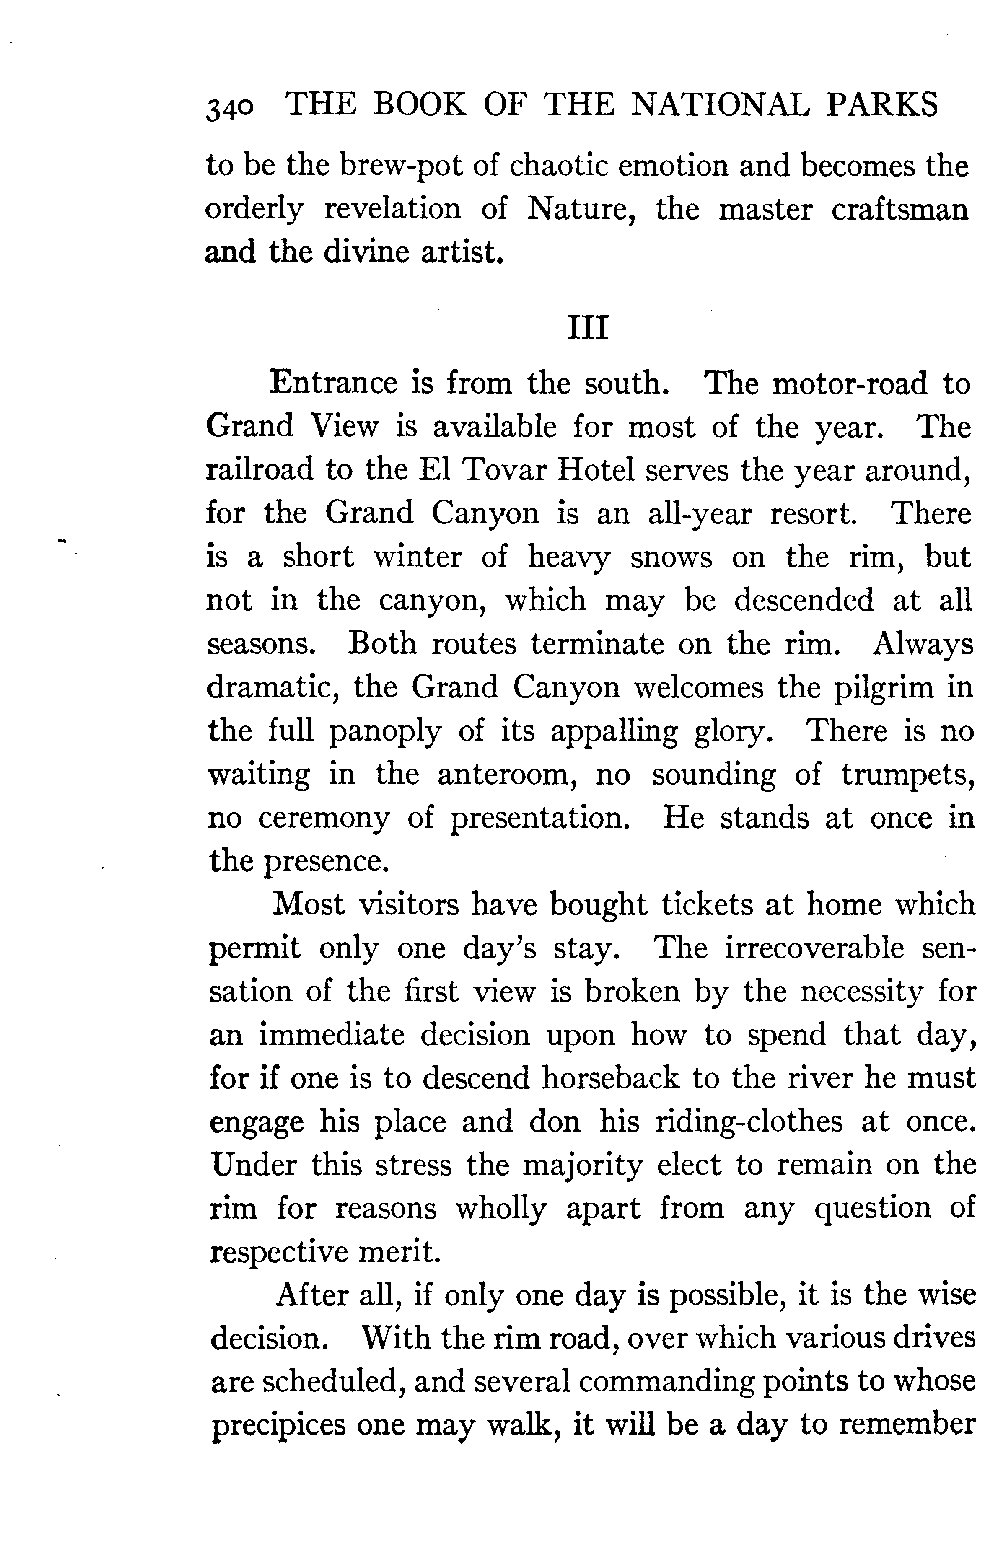 340 THE BOOK OF THE NATIONAL PARKS
to be the brew-pot of chaotic emotion and becomes the
orderly revelation of Nature, the master craftsman
and the divine artist.
III
Entrance is from the south. The motor-road to
Grand View is available for most of the year. The
railroad to the El Tovar Hotel serves the year around,
for the Grand Canyon is an all-year resort. There
is a short winter of heavy snows on the rim, but
not in the canyon, which may be descended at all
seasons. Both routes terminate on the rim. Always
dramatic, the Grand Canyon welcomes the pilgrim in
the full panoply of its appalling glory. There is no
waiting in the anteroom, no sounding of trumpets,
no ceremony of presentation. He stands at once in
the presence.
Most visitors have bought tickets at home which
permit only one day's stay. The irrecoverable sen-
sation of the first view is broken by the necessity for
an immediate decision upon how to spend that day,
for if one is to descend horseback to the river he must
engage his place and don his riding-clothes at once.
Under this stress the majority elect to remain on the
rim for reasons wholly apart from any question of
respective merit.
After all, if only one day is possible, it is the wise
decision. With the rim road, over which various drives
are scheduled, and several commanding points to whose
precipices one may walk, it will be a day to remember